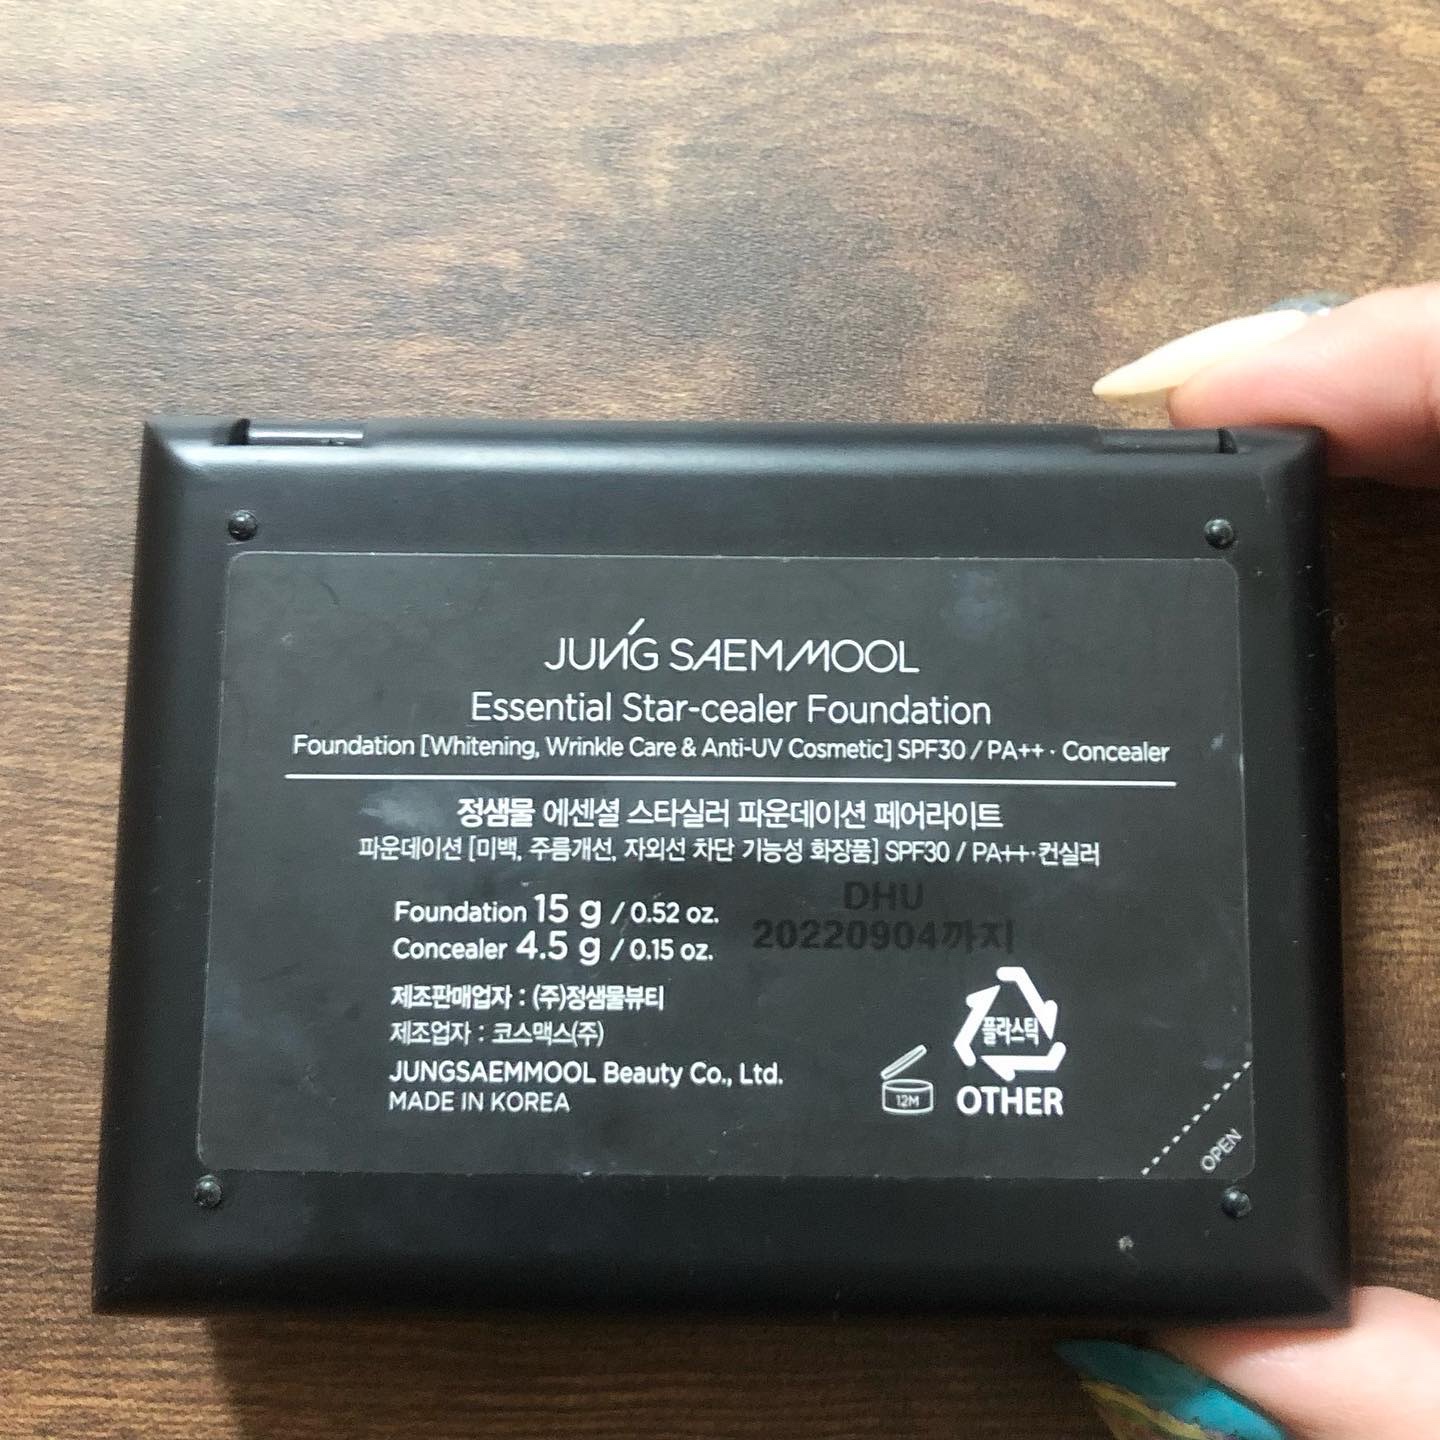 JUNG SAEM MOOL
Essential Star-cealer Foundation
Foundation [Whitening, Wrinkle Care & Anti-UV Cosmetic] SPF30 / PA++ · Concealer
정샘물 에센셜 스타실러 파운데이션 페어라이트
파운데이션 [미백, 주름개선, 자외선 차단 기능성 화장품] SPF30 / PA++·컨실러
DHU
20220904까지
Foundation 15 g / 0.52 oz.
Concealer 4.5 g / 0.15 oz.
제조판매업자 : (주)정샘물뷰티
제조업자 : 코스맥스(주)
JUNGSAEMMOOL Beauty Co., Ltd.
MADE IN KOREA
12M
플라스틱
OTHER
OPEN